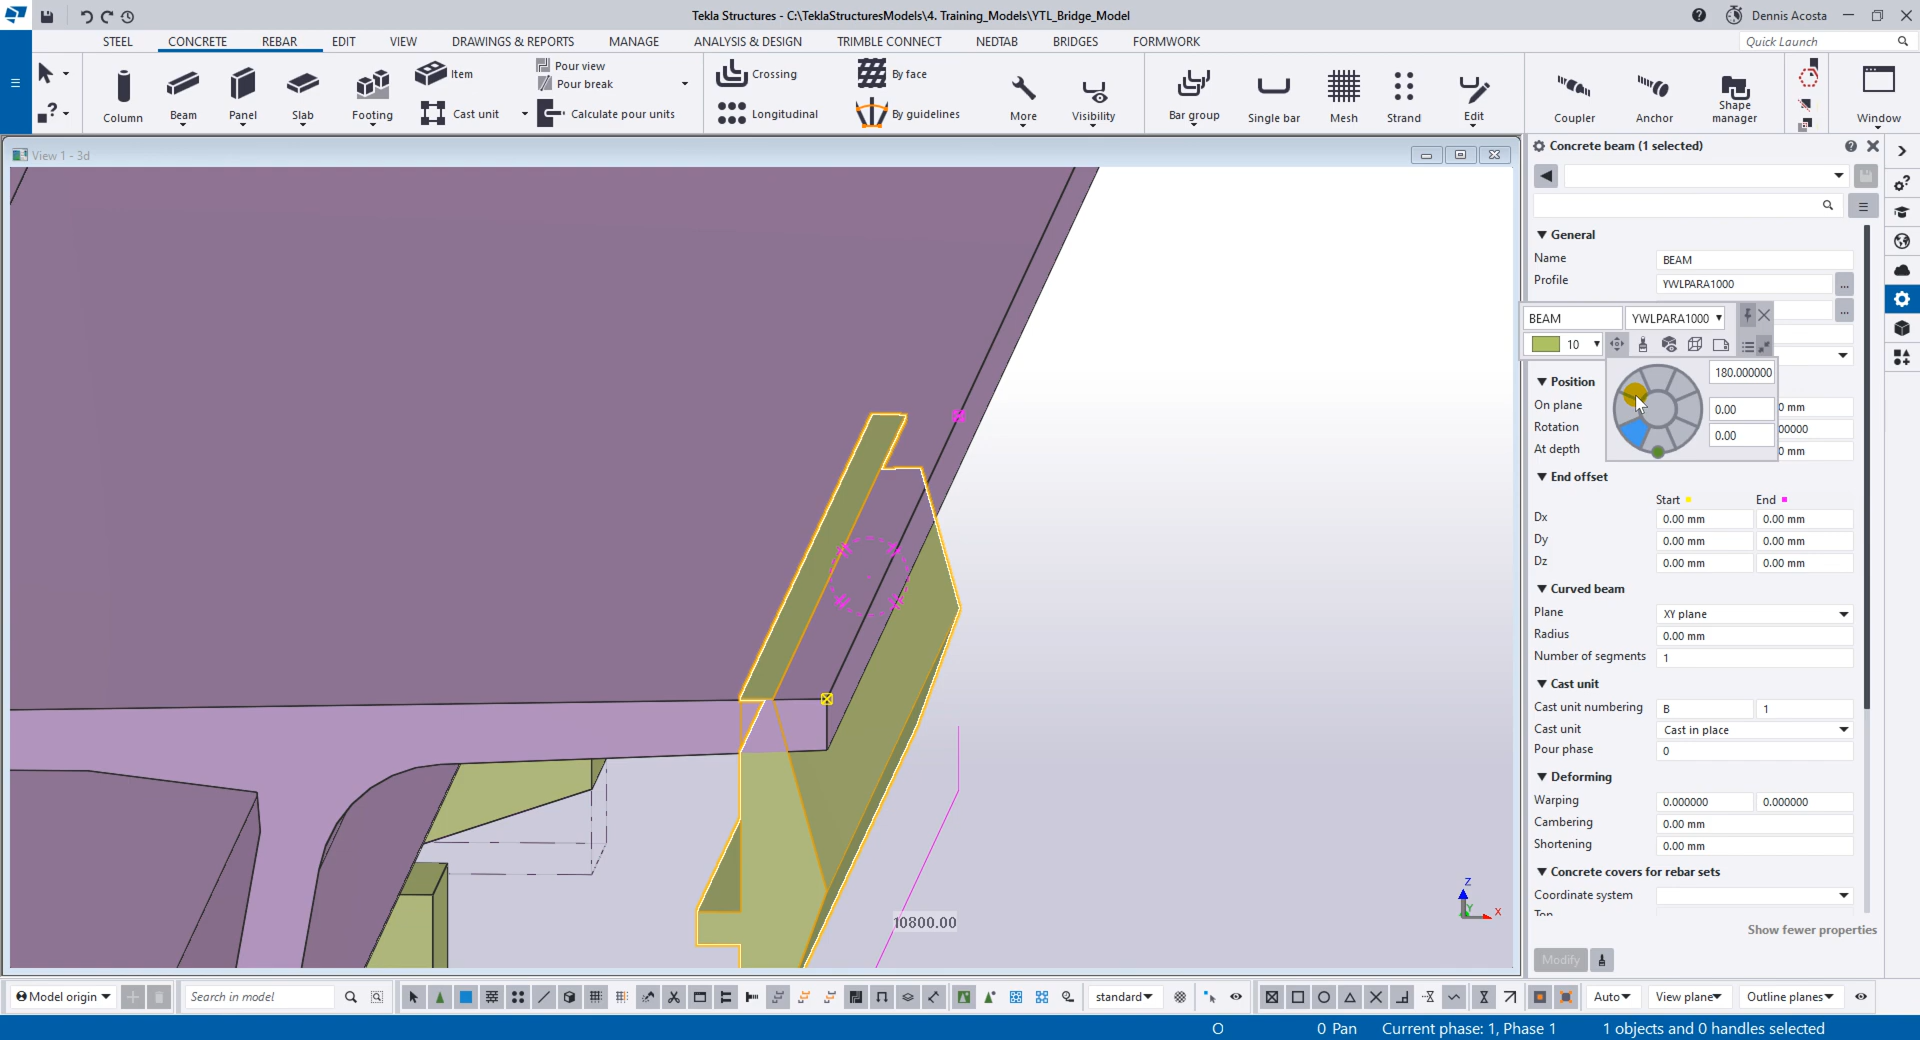 Tekla Structures - C:\TeklaStructuresModels\4. Training_Models\YTL_Bridge_Model
Dennis Acosta
STEEL CONCRETE REBAR EDIT VIEW DRAWINGS & REPORTS MANAGE ANALYSIS & DESIGN TRIMBLE CONNECT NEDTAB BRIDGES FORMWORK
Quick Launch
Column
Beam
Panel
Slab
Footing
Item
Cast unit
Pour view
Pour break
Calculate pour units
Crossing
Longitudinal
By face
By guidelines
More
Visibility
Bar group
Single bar
Mesh
Strand
Edit
Coupler
Anchor
Shape manager
Window
View 1 - 3d
10800.00
Z
Y
X
Concrete beam (1 selected)
General
Name BEAM
Profile YWLPARA1000
...
...
BEAM YWLPARA1000
10
180.000000
0.00
0.00
Position
On plane 0 mm
Rotation 00000
At depth 0 mm
End offset
Start End
Dx 0.00 mm 0.00 mm
Dy 0.00 mm 0.00 mm
Dz 0.00 mm 0.00 mm
Curved beam
Plane XY plane
Radius 0.00 mm
Number of segments 1
Cast unit
Cast unit numbering B 1
Cast unit Cast in place
Pour phase 0
Deforming
Warping 0.000000 0.000000
Cambering 0.00 mm
Shortening 0.00 mm
Concrete covers for rebar sets
Coordinate system
Show fewer properties
Modify
Model origin
Search in model
standard
Auto
View plane
Outline planes
O 0 Pan Current phase: 1, Phase 1 1 objects and 0 handles selected